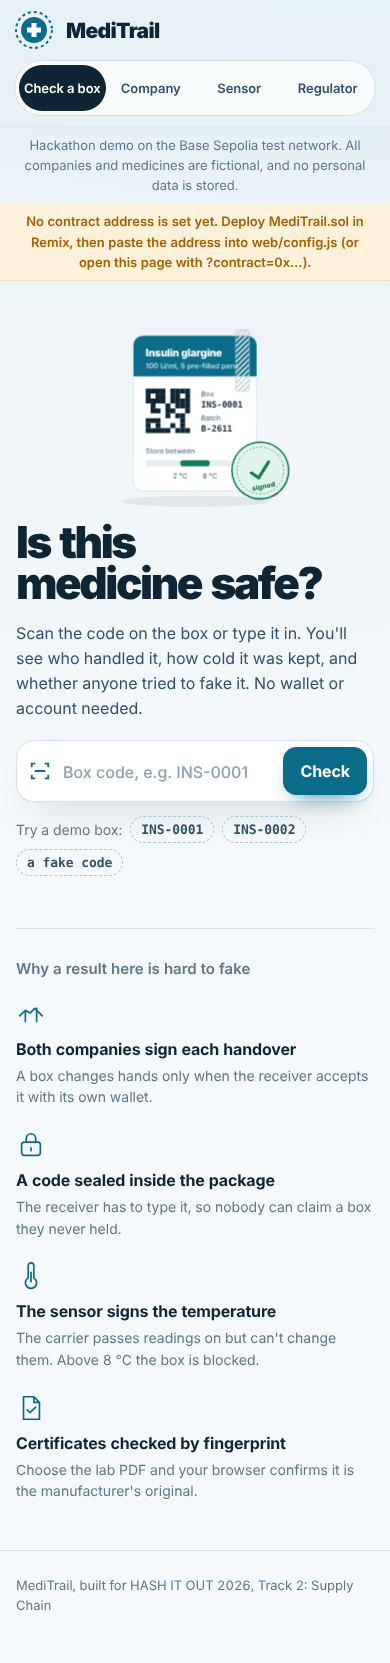 MediTrail
Check a box
Company
Sensor
Regulator
Hackathon demo on the Base Sepolia test network. All
companies and medicines are fictional, and no personal
data is stored.
No contract address is set yet. Deploy MediTrail.sol in
Remix, then paste the address into web/config.js (or
open this page with ?contract=0x...).
Insulin glargine
100 U/ml, 5 pre-filled pens
Box
INS-0001
Batch
B-2611
Store between
2 °C 8 °C
signed
Is this
medicine safe?
Scan the code on the box or type it in. You'll
see who handled it, how cold it was kept, and
whether anyone tried to fake it. No wallet or
account needed.
Box code, e.g. INS-0001
Check
Try a demo box: INS-0001 INS-0002
a fake code
Why a result here is hard to fake
Both companies sign each handover
A box changes hands only when the receiver accepts
it with its own wallet.
A code sealed inside the package
The receiver has to type it, so nobody can claim a box
they never held.
The sensor signs the temperature
The carrier passes readings on but can't change
them. Above 8 °C the box is blocked.
Certificates checked by fingerprint
Choose the lab PDF and your browser confirms it is
the manufacturer's original.
MediTrail, built for HASH IT OUT 2026, Track 2: Supply
Chain